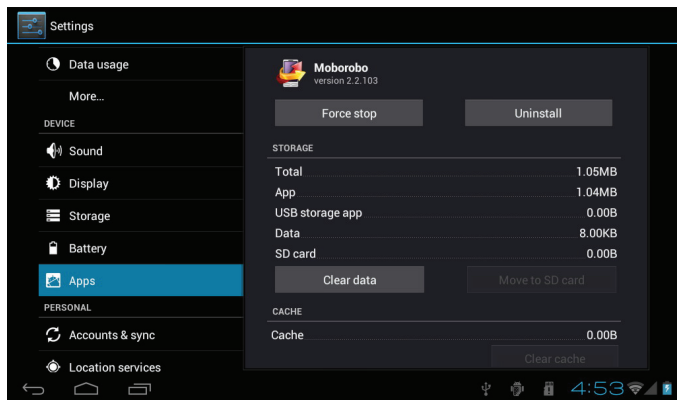 Settings
Data usage
More...
DEVICE
Sound
Display
Storage
Battery
Apps
PERSONAL
Accounts & sync
Location services
Moborobo
version 2.2.103
Force stop Uninstall
STORAGE
Total 1.05MB
App 1.04MB
USB storage app 0.00B
Data 8.00KB
SD card 0.00B
Clear data Move to SD card
CACHE
Cache 0.00B
Clear cache
4:53